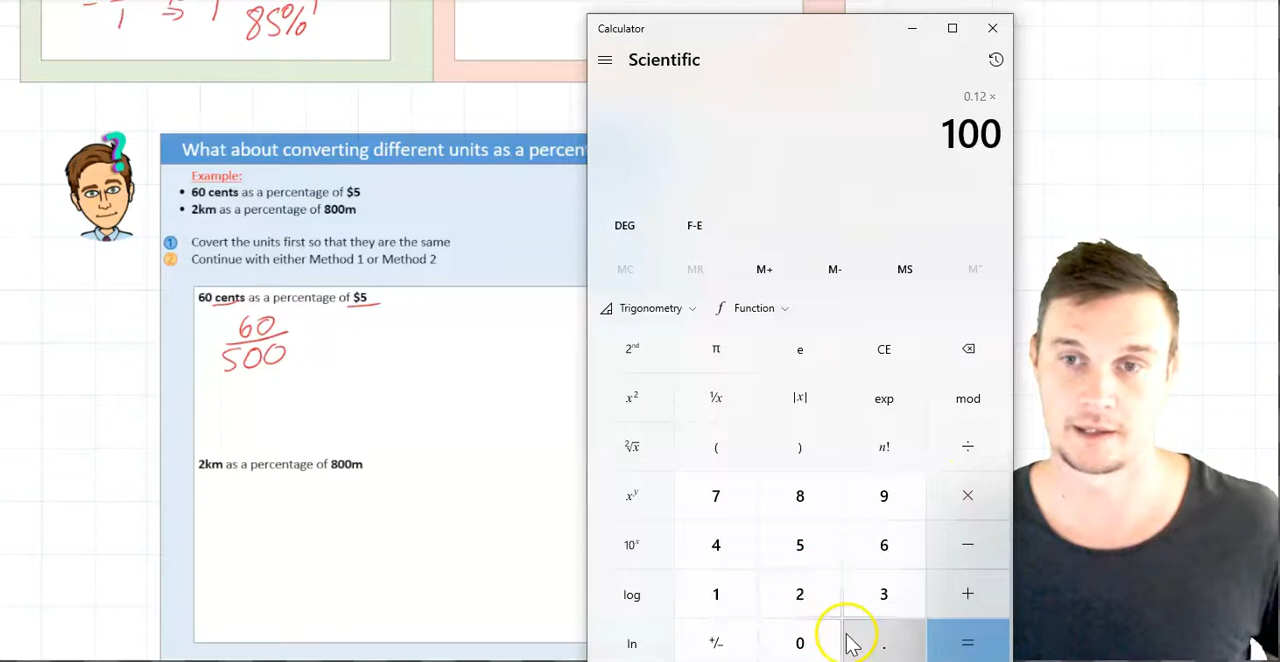 85%
Calculator
Scientific
0.12 ×
100
What about converting different units as a percen
Example:
• 60 cents as a percentage of $5
• 2km as a percentage of 800m
1 Covert the units first so that they are the same
2 Continue with either Method 1 or Method 2
60 cents as a percentage of $5
60
500
2km as a percentage of 800m
DEG F-E
MC MR M+ M- MS M˅
Trigonometry f Function
2ⁿᵈ π e CE
x² ¹/x |x| exp mod
²√x ( ) n! ÷
xʸ 7 8 9 ×
10ˣ 4 5 6 −
log 1 2 3 +
ln +/− 0 . =